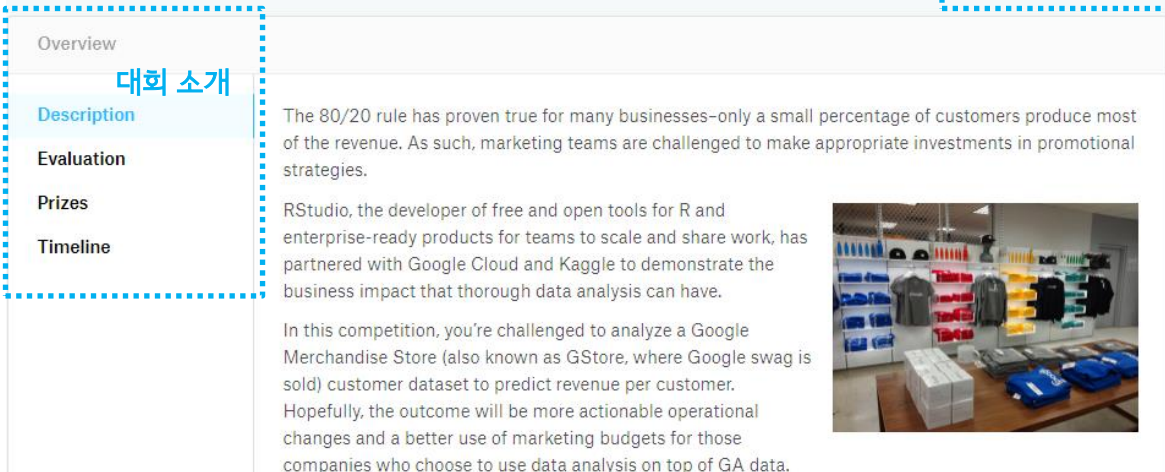 Overview
대회 소개
Description
Evaluation
Prizes
Timeline
The 80/20 rule has proven true for many businesses–only a small percentage of customers produce most
of the revenue. As such, marketing teams are challenged to make appropriate investments in promotional
strategies.
RStudio, the developer of free and open tools for R and
enterprise-ready products for teams to scale and share work, has
partnered with Google Cloud and Kaggle to demonstrate the
business impact that thorough data analysis can have.
In this competition, you're challenged to analyze a Google
Merchandise Store (also known as GStore, where Google swag is
sold) customer dataset to predict revenue per customer.
Hopefully, the outcome will be more actionable operational
changes and a better use of marketing budgets for those
companies who choose to use data analysis on top of GA data.